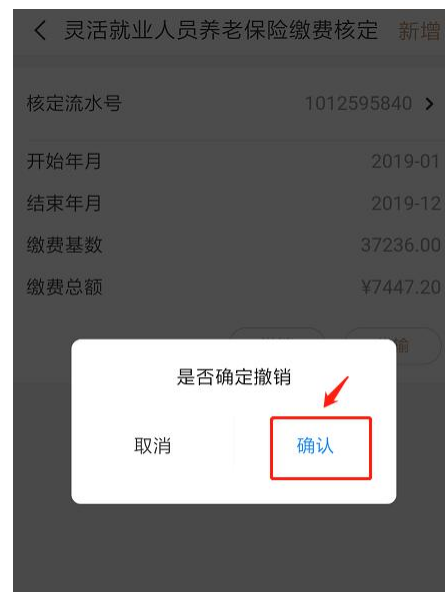 灵活就业人员养老保险缴费核定 新增
核定流水号 1012595840
开始年月 2019-01
结束年月 2019-12
缴费基数 37236.00
缴费总额 ¥7447.20
是否确定撤销
取消 确认